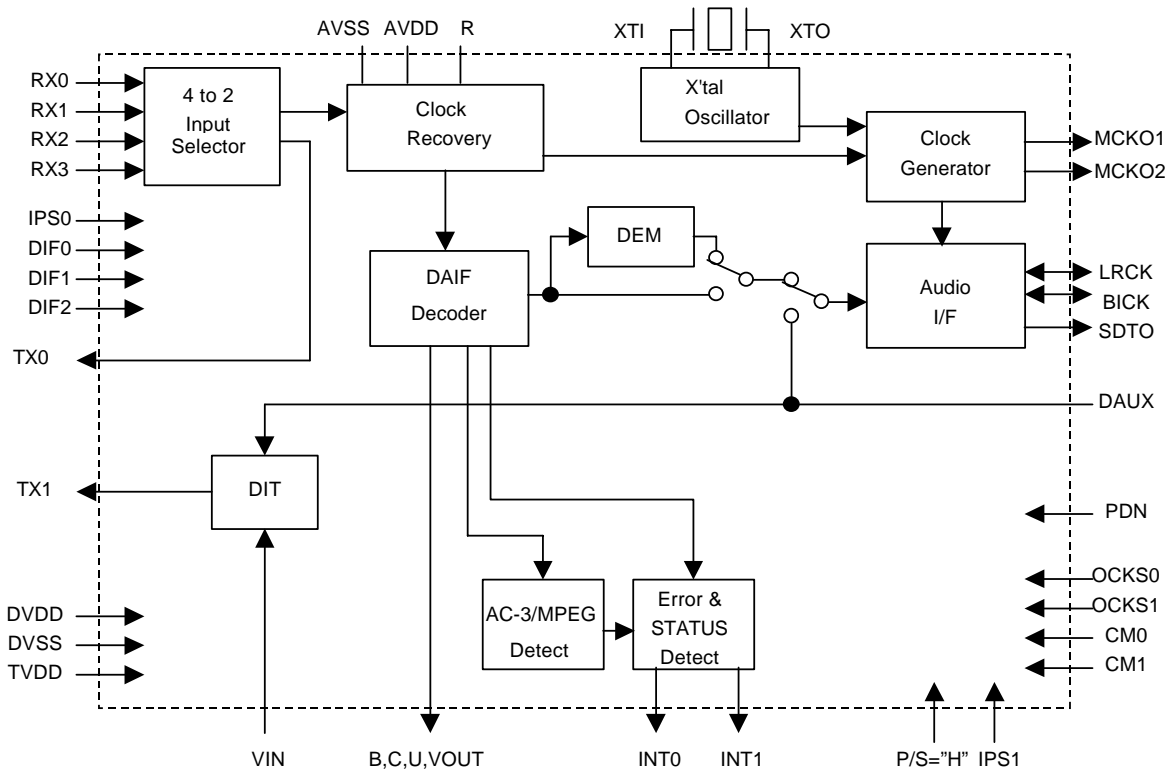 AVSS AVDD R
XTI XTO
RX0
RX1
RX2
RX3
4 to 2
Input
Selector
Clock
Recovery
X'tal
Oscillator
Clock
Generator
MCKO1
MCKO2
IPS0
DIF0
DIF1
DIF2
DAIF
Decoder
DEM
Audio
I/F
LRCK
BICK
SDTO
TX0
DAUX
TX1
DIT
PDN
AC-3/MPEG
Detect
Error &
STATUS
Detect
OCKS0
OCKS1
CM0
CM1
DVDD
DVSS
TVDD
VIN
B,C,U,VOUT
INT0
INT1
P/S=”H”
IPS1